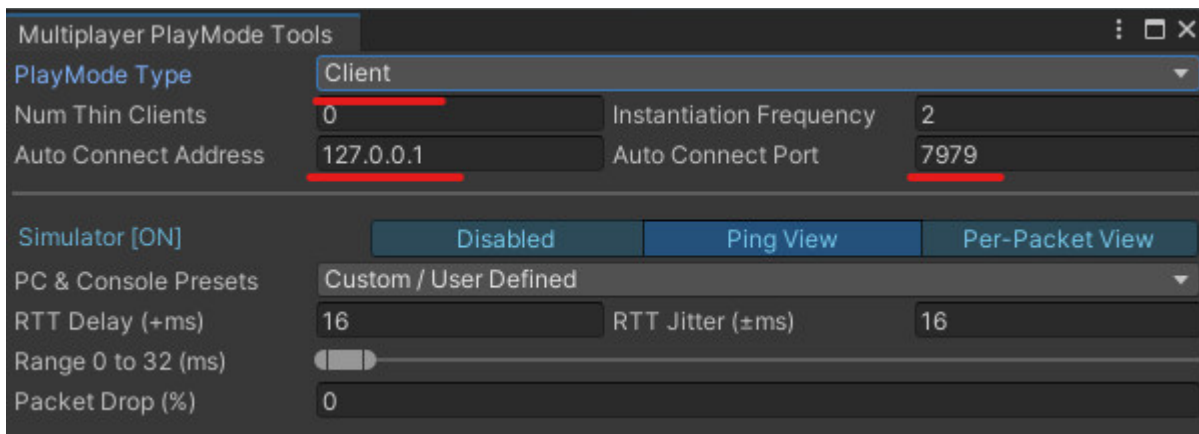 Multiplayer PlayMode Tools
PlayMode Type Client
Num Thin Clients 0 Instantiation Frequency 2
Auto Connect Address 127.0.0.1 Auto Connect Port 7979
Simulator [ON] Disabled Ping View Per-Packet View
PC & Console Presets Custom / User Defined
RTT Delay (+ms) 16 RTT Jitter (±ms) 16
Range 0 to 32 (ms)
Packet Drop (%) 0